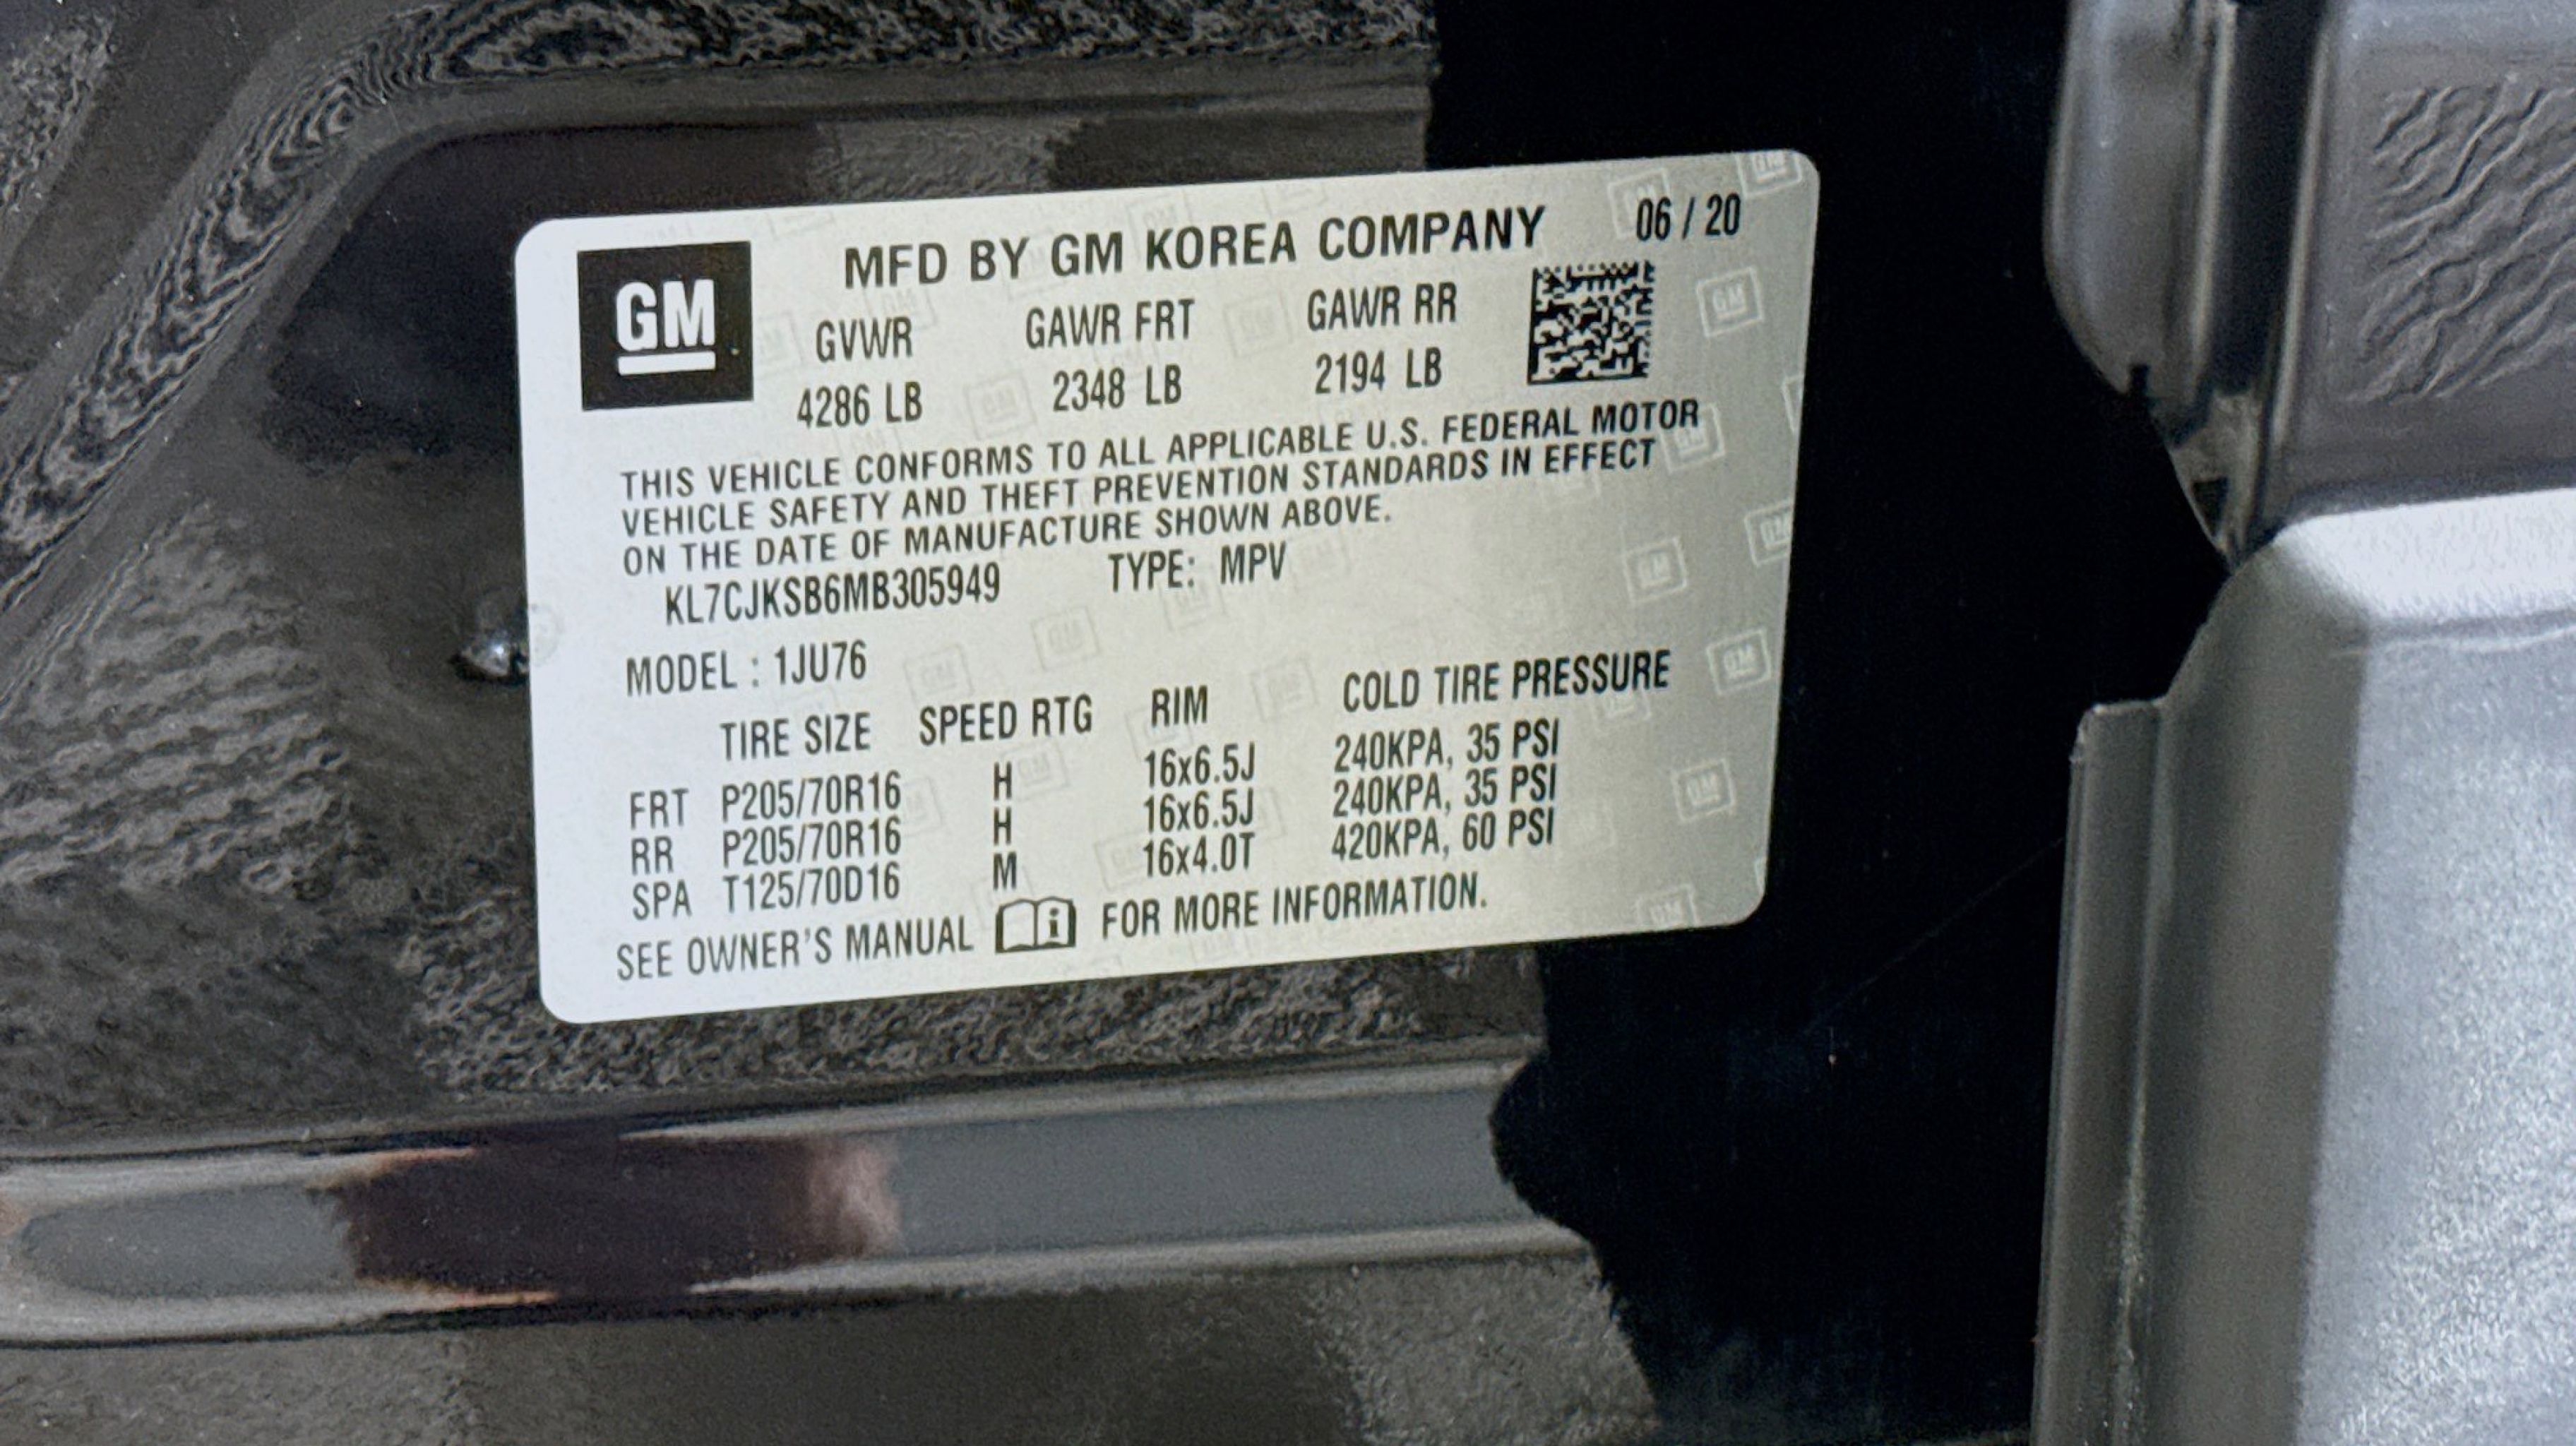 MFD BY GM KOREA COMPANY 06 / 20
GM
GVWR GAWR FRT GAWR RR
4286 LB 2348 LB 2194 LB
THIS VEHICLE CONFORMS TO ALL APPLICABLE U.S. FEDERAL MOTOR
VEHICLE SAFETY AND THEFT PREVENTION STANDARDS IN EFFECT
ON THE DATE OF MANUFACTURE SHOWN ABOVE.
KL7CJKSB6MB305949 TYPE: MPV
MODEL : 1JU76
TIRE SIZE SPEED RTG RIM COLD TIRE PRESSURE
FRT P205/70R16 H 16x6.5J 240KPA, 35 PSI
RR P205/70R16 H 16x6.5J 240KPA, 35 PSI
SPA T125/70D16 M 16x4.0T 420KPA, 60 PSI
SEE OWNER'S MANUAL FOR MORE INFORMATION.